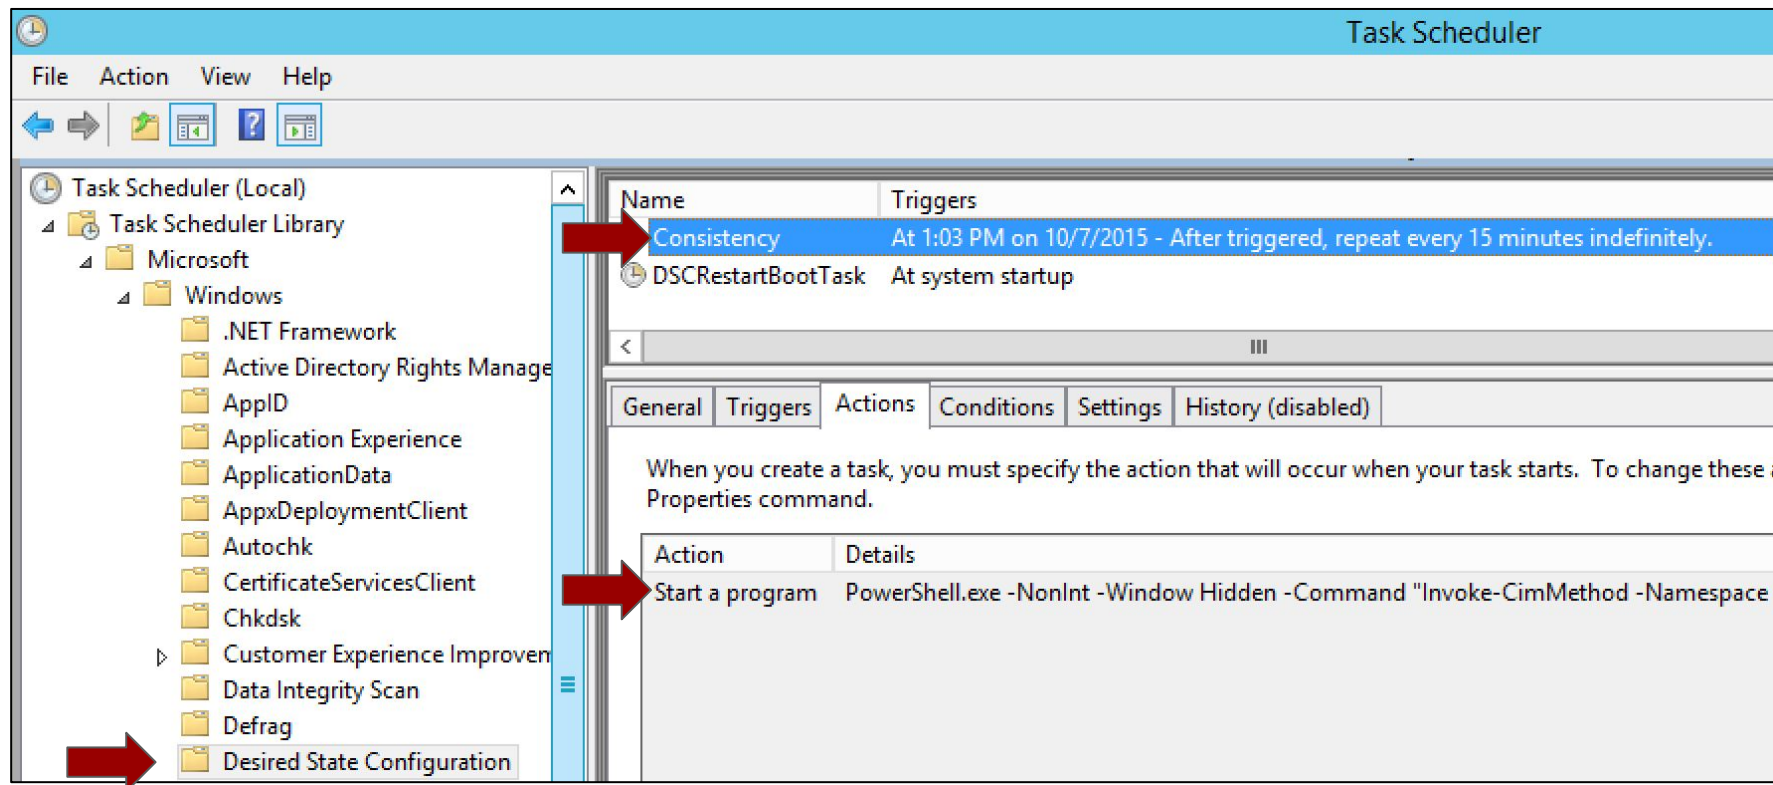 Task Scheduler
File Action View Help
Task Scheduler (Local)
Task Scheduler Library
Microsoft
Windows
.NET Framework
Active Directory Rights Manage
AppID
Application Experience
ApplicationData
AppxDeploymentClient
Autochk
CertificateServicesClient
Chkdsk
Customer Experience Improvem
Data Integrity Scan
Defrag
Desired State Configuration
Name Triggers
Consistency At 1:03 PM on 10/7/2015 - After triggered, repeat every 15 minutes indefinitely.
DSCRestartBootTask At system startup
General Triggers Actions Conditions Settings History (disabled)
When you create a task, you must specify the action that will occur when your task starts. To change these a
Properties command.
Action Details
Start a program PowerShell.exe -NonInt -Window Hidden -Command "Invoke-CimMethod -Namespace